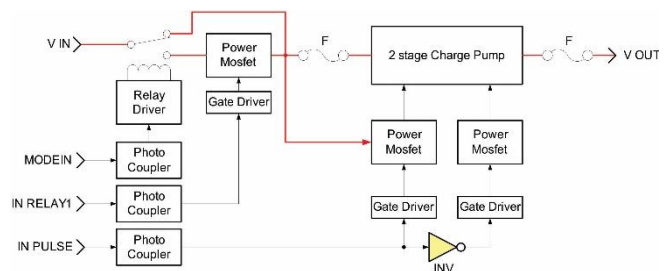 V IN
Power
Mosfet
F
2 stage Charge Pump
F
V OUT
Relay
Driver
Gate Driver
Power
Mosfet
Power
Mosfet
MODEIN
Photo
Coupler
IN RELAY1
Photo
Coupler
Gate Driver
Gate Driver
IN PULSE
Photo
Coupler
INV